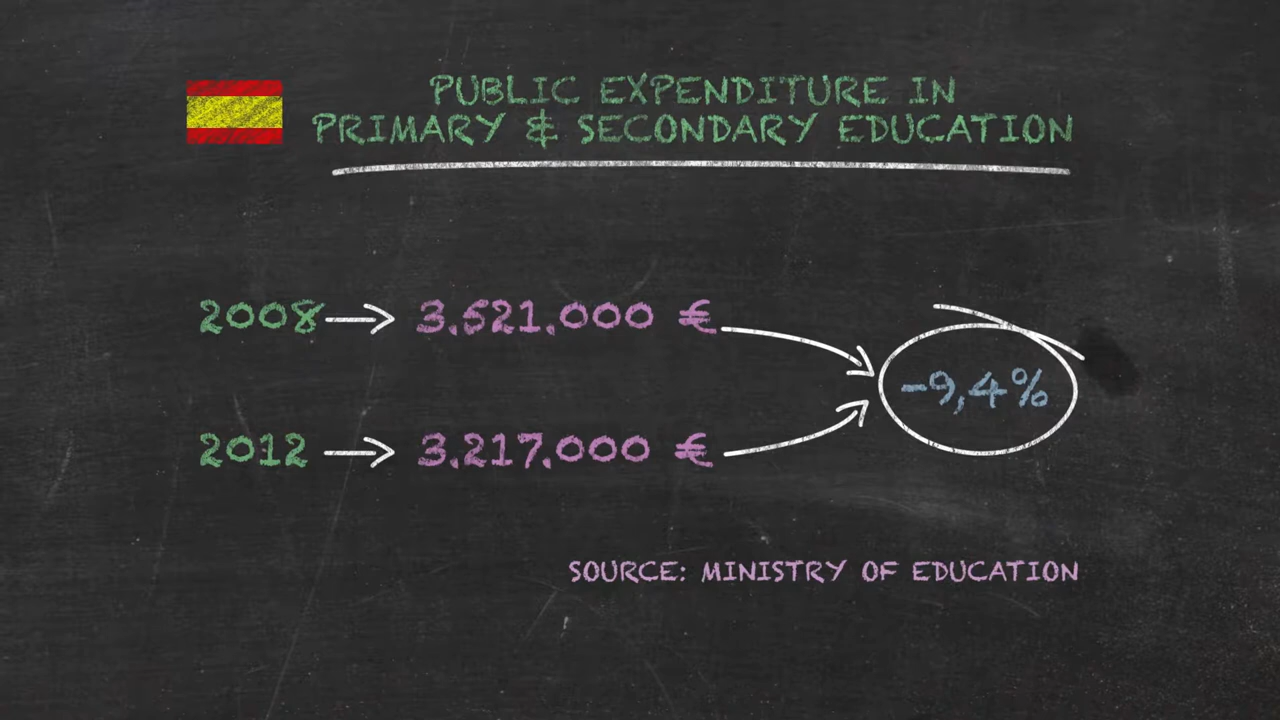 PUBLIC EXPENDITURE IN
PRIMARY & SECONDARY EDUCATION
2008 → 3.521.000 €
-9,4%
2012 → 3.217.000 €
SOURCE: MINISTRY OF EDUCATION